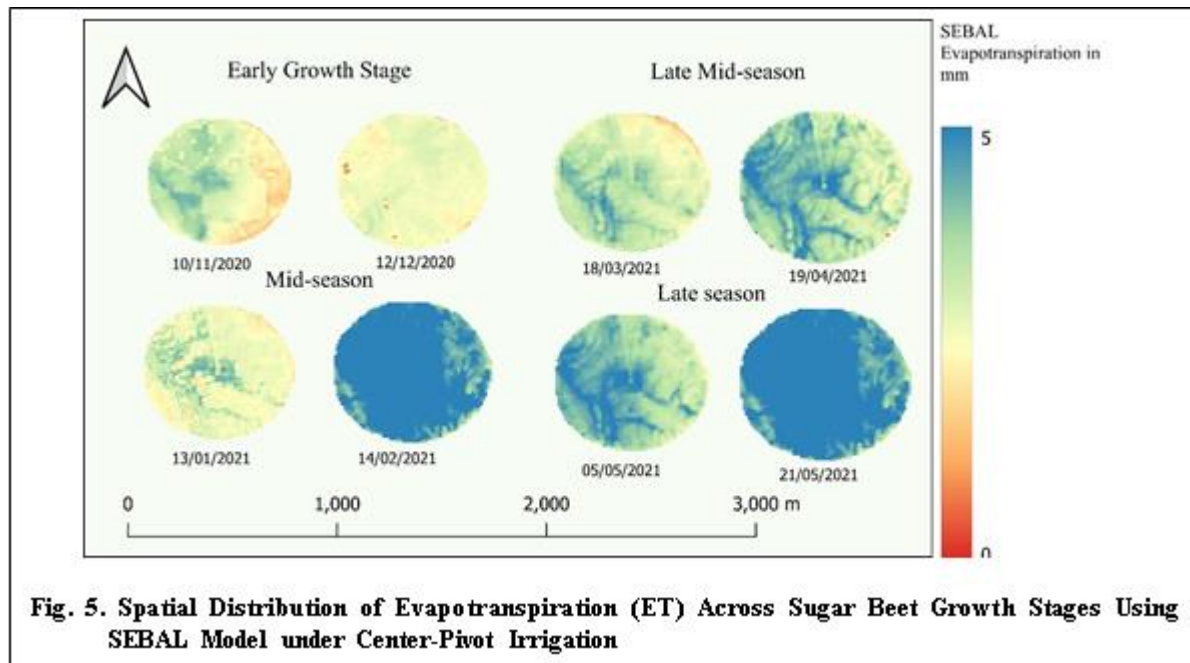 SEBAL
Evapotranspiration in
mm
5
0
Early Growth Stage
Late Mid-season
10/11/2020
12/12/2020
18/03/2021
19/04/2021
Mid-season
Late season
13/01/2021
14/02/2021
05/05/2021
21/05/2021
0 1,000 2,000 3,000 m
Fig. 5. Spatial Distribution of Evapotranspiration (ET) Across Sugar Beet Growth Stages Using
SEBAL Model under Center-Pivot Irrigation